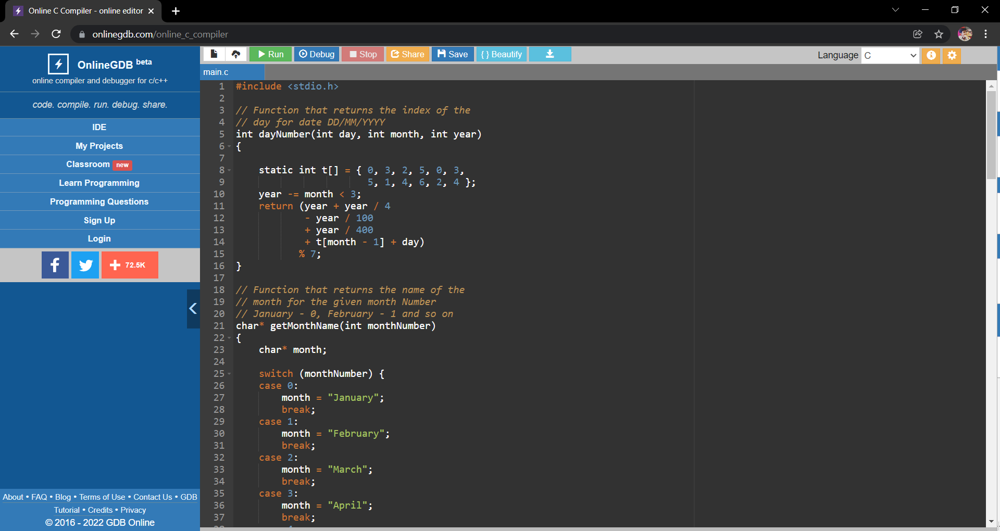 Online C Compiler - online editor
onlinegdb.com/online_c_compiler
OnlineGDB beta
online compiler and debugger for c/c++
code. compile. run. debug. share.
IDE
My Projects
Classroom new
Learn Programming
Programming Questions
Sign Up
Login
72.5K
About • FAQ • Blog • Terms of Use • Contact Us • GDB
Tutorial • Credits • Privacy
© 2016 - 2022 GDB Online
Run Debug Stop Share Save { } Beautify
Language C
main.c
1 #include <stdio.h>
2
3 // Function that returns the index of the
4 // day for date DD/MM/YYYY
5 int dayNumber(int day, int month, int year)
6 {
7
8 static int t[] = { 0, 3, 2, 5, 0, 3,
9 5, 1, 4, 6, 2, 4 };
10 year -= month < 3;
11 return (year + year / 4
12 - year / 100
13 + year / 400
14 + t[month - 1] + day)
15 % 7;
16 }
17
18 // Function that returns the name of the
19 // month for the given month Number
20 // January - 0, February - 1 and so on
21 char* getMonthName(int monthNumber)
22 {
23 char* month;
24
25 switch (monthNumber) {
26 case 0:
27 month = "January";
28 break;
29 case 1:
30 month = "February";
31 break;
32 case 2:
33 month = "March";
34 break;
35 case 3:
36 month = "April";
37 break;